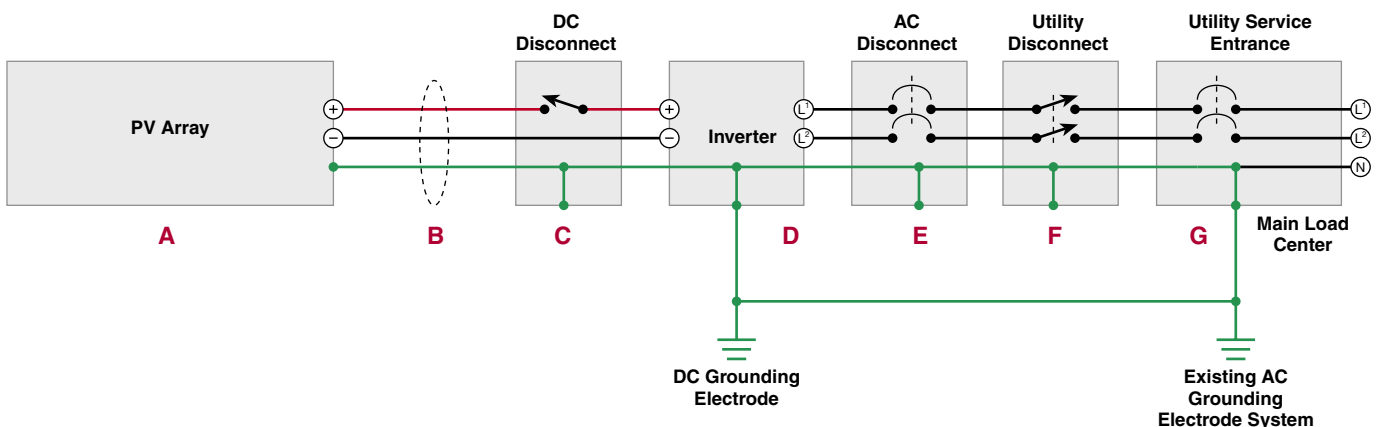 DC
Disconnect
AC
Disconnect
Utility
Disconnect
Utility Service
Entrance
PV Array
+
−
+
−
Inverter
L1
L2
L1
L2
N
A
B
C
D
E
F
G
Main Load
Center
DC Grounding
Electrode
Existing AC
Grounding
Electrode System